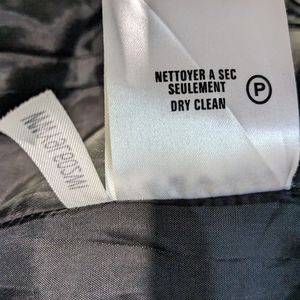 NETTOYER A SEC
SEULEMENT
DRY CLEAN
P